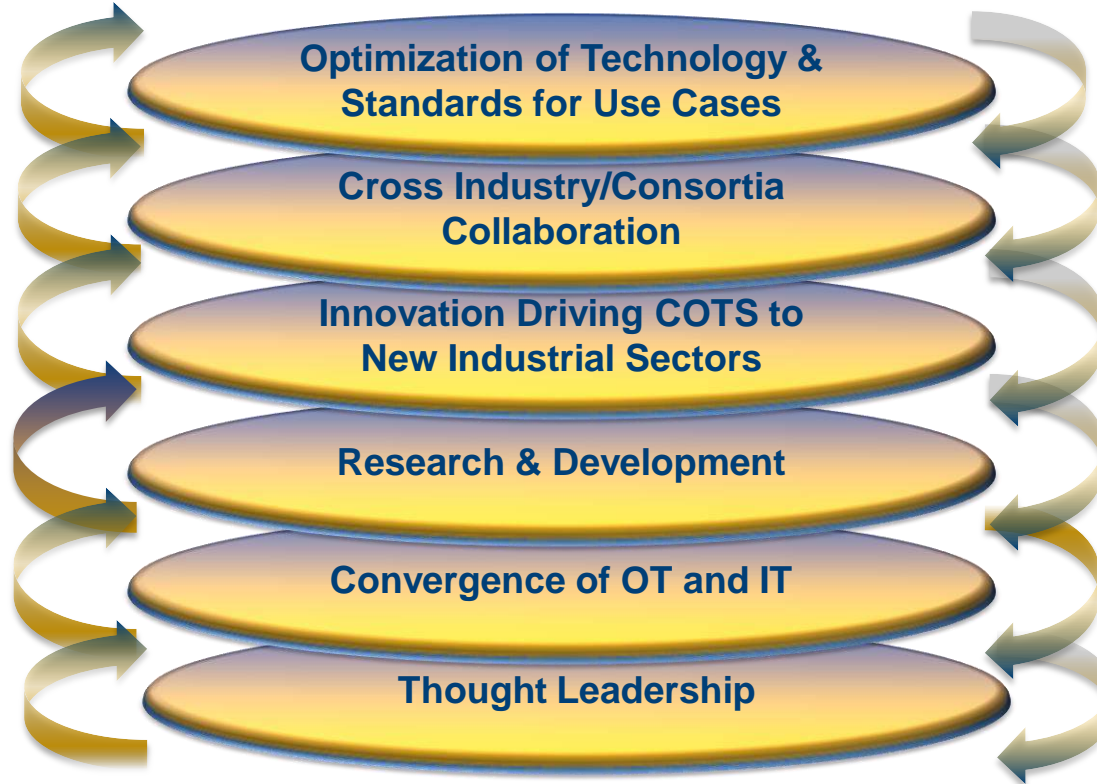 Optimization of Technology &
Standards for Use Cases
Cross Industry/Consortia
Collaboration
Innovation Driving COTS to
New Industrial Sectors
Research & Development
Convergence of OT and IT
Thought Leadership